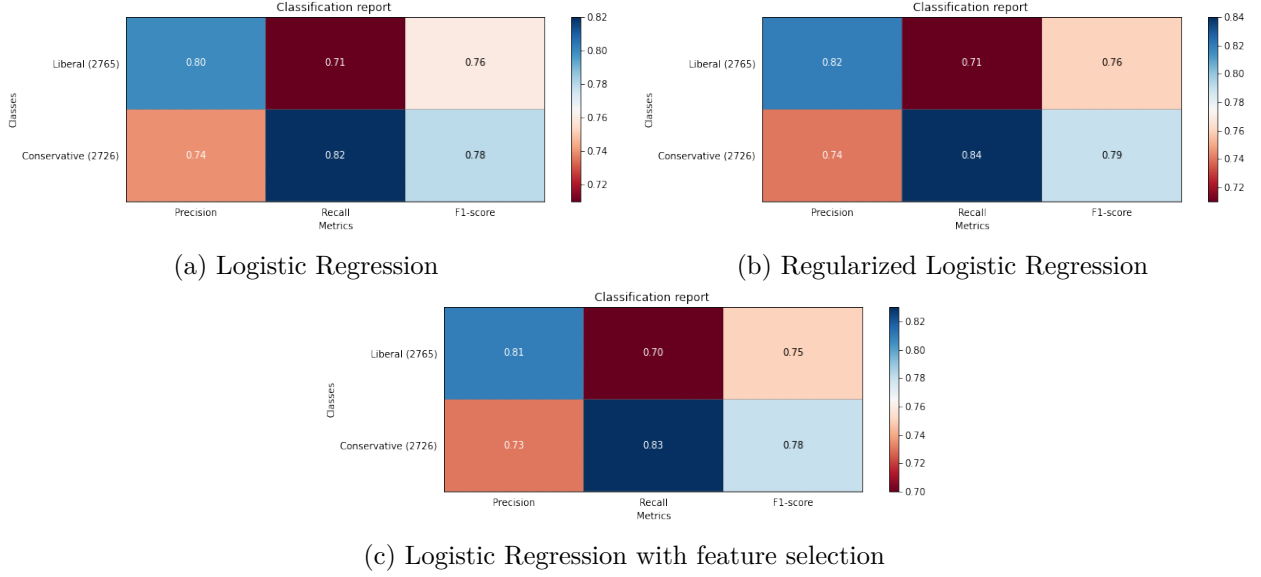 Classification report
Liberal (2765)
Conservative (2726)
Classes
0.80 0.71 0.76
0.74 0.82 0.78
Precision Recall F1-score
Metrics
0.82
0.80
0.78
0.76
0.74
0.72
(a) Logistic Regression
Classification report
Liberal (2765)
Conservative (2726)
Classes
0.82 0.71 0.76
0.74 0.84 0.79
Precision Recall F1-score
Metrics
0.84
0.82
0.80
0.78
0.76
0.74
0.72
(b) Regularized Logistic Regression
Classification report
Liberal (2765)
Conservative (2726)
Classes
0.81 0.70 0.75
0.73 0.83 0.78
Precision Recall F1-score
Metrics
0.82
0.80
0.78
0.76
0.74
0.72
0.70
(c) Logistic Regression with feature selection